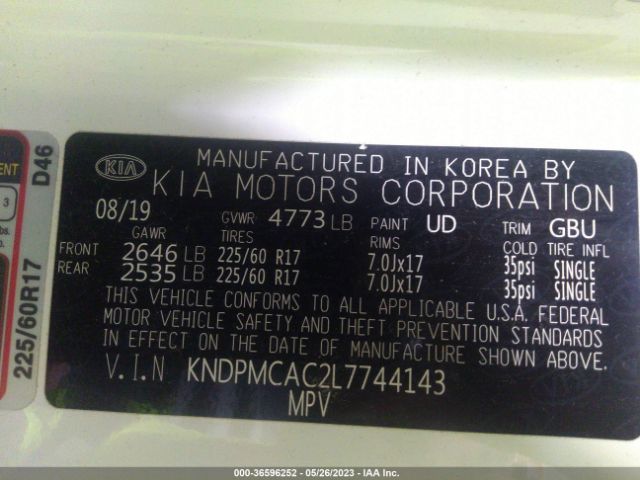 KIA
MANUFACTURED IN KOREA BY
KIA MOTORS CORPORATION
08/19 GVWR 4773 LB PAINT UD TRIM GBU
GAWR TIRES RIMS COLD TIRE INFL
FRONT 2646 LB 225/60 R17 7.0Jx17 35psi SINGLE
REAR 2535 LB 225/60 R17 7.0Jx17 35psi SINGLE
THIS VEHICLE CONFORMS TO ALL APPLICABLE U.S.A. FEDERAL
MOTOR VEHICLE SAFETY AND THEFT PREVENTION STANDARDS
IN EFFECT ON THE DATE OF MANUFACTURE SHOWN ABOVE.
V.I.N KNDPMCAC2L7744143
MPV
D46
225/60R17
ENT
3
bs.
000-36596252 - 05/26/2023 - IAA Inc.